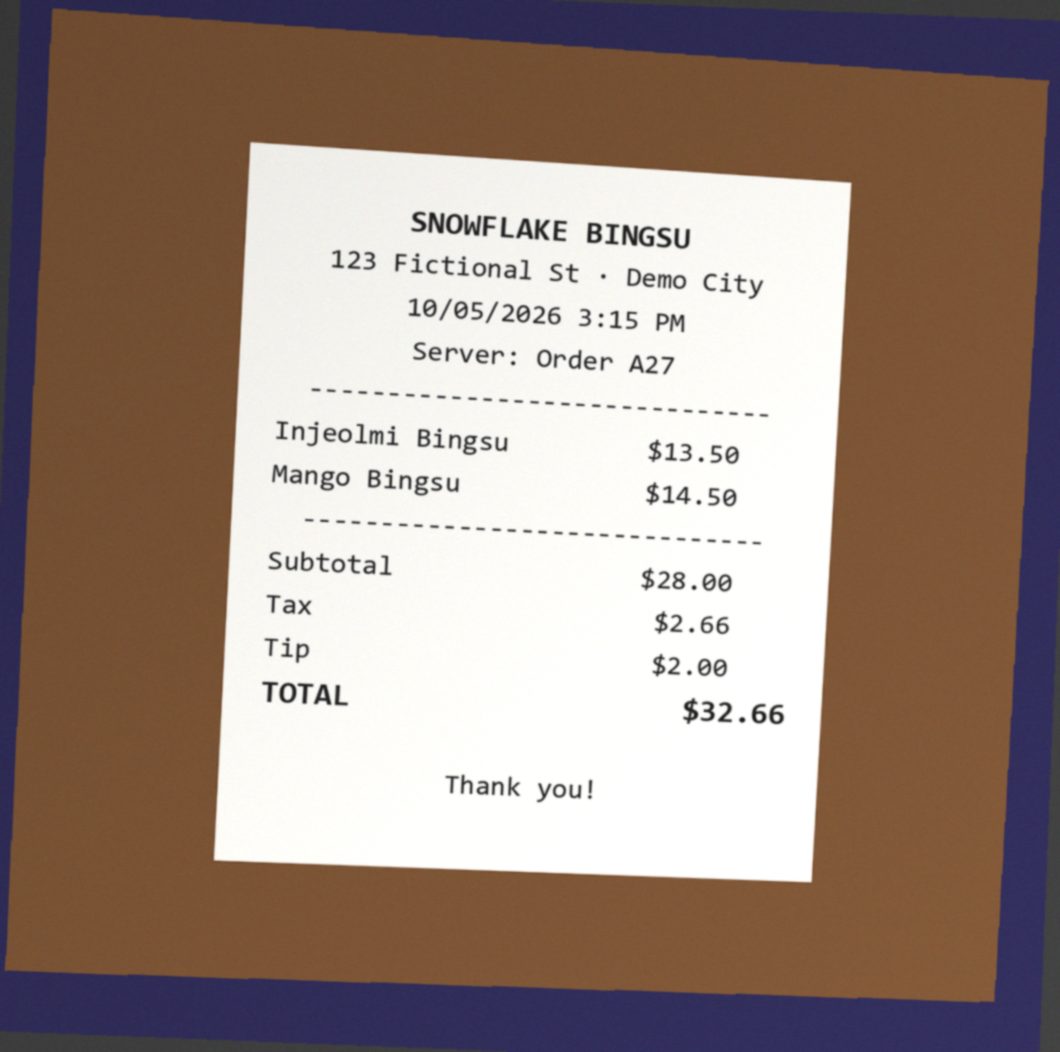 SNOWFLAKE BINGSU
123 Fictional St · Demo City
10/05/2026 3:15 PM
Server: Order A27
------------------------------
Injeolmi Bingsu $13.50
Mango Bingsu $14.50
------------------------------
Subtotal $28.00
Tax $2.66
Tip $2.00
TOTAL $32.66
Thank you!